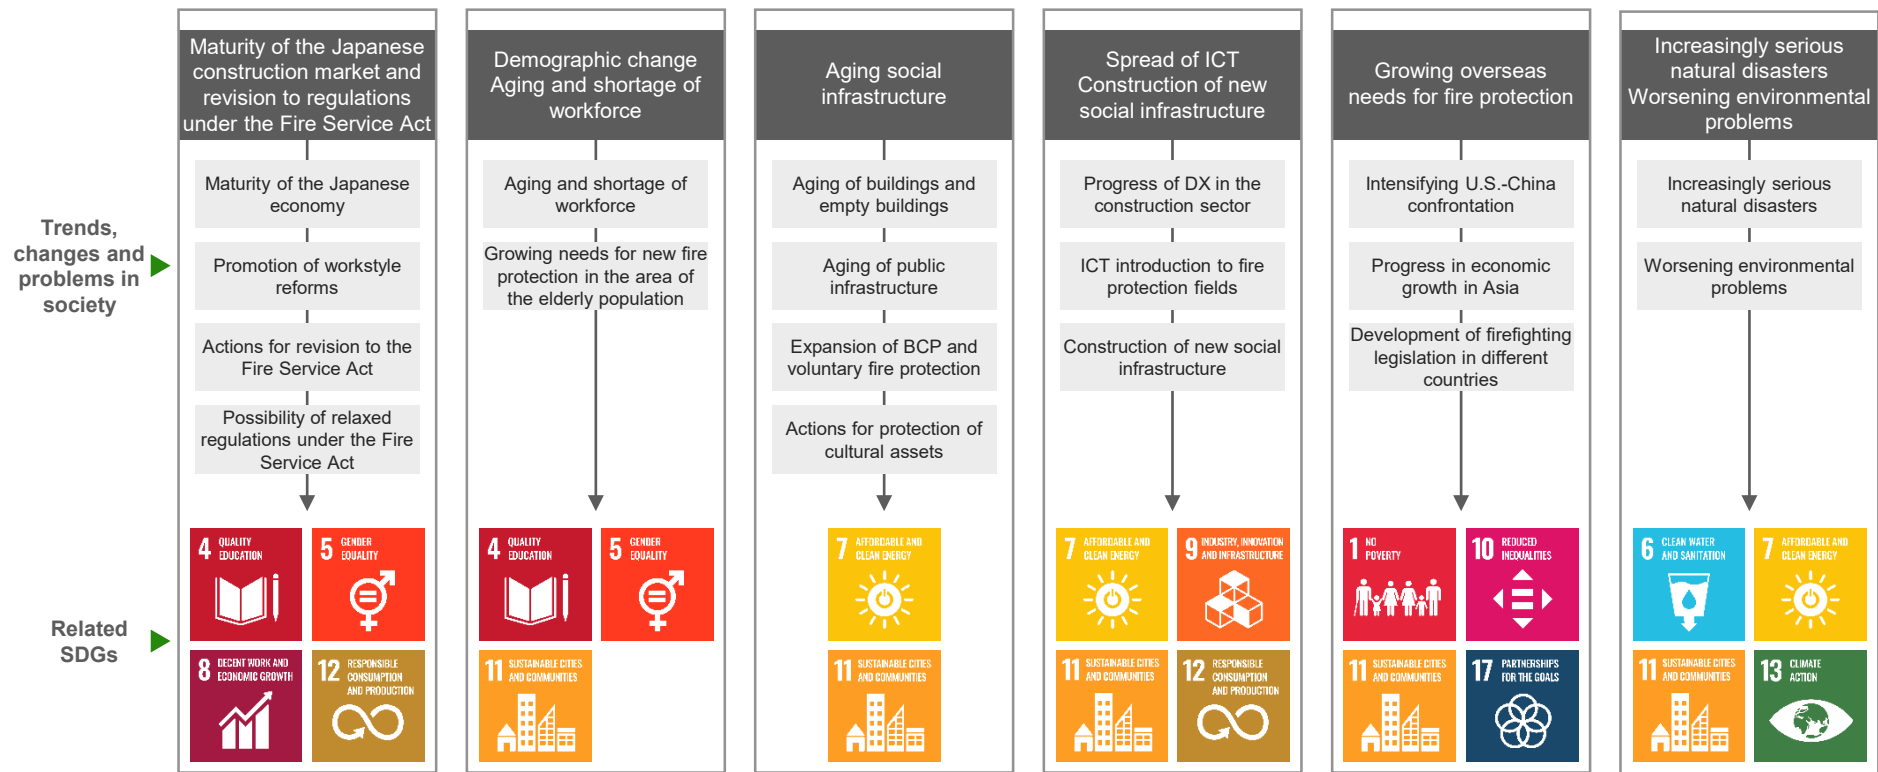 Maturity of the Japanese
construction market and
revision to regulations
under the Fire Service Act
Demographic change
Aging and shortage of
workforce
Aging social
infrastructure
Spread of ICT
Construction of new
social infrastructure
Growing overseas
needs for fire protection
Increasingly serious
natural disasters
Worsening environmental
problems
Trends,
changes and
problems in
society
Maturity of the Japanese
economy
Promotion of workstyle
reforms
Actions for revision to the
Fire Service Act
Possibility of relaxed
regulations under the Fire
Service Act
Aging and shortage of
workforce
Growing needs for new fire
protection in the area of
the elderly population
Aging of buildings and
empty buildings
Aging of public
infrastructure
Expansion of BCP and
voluntary fire protection
Actions for protection of
cultural assets
Progress of DX in the
construction sector
ICT introduction to fire
protection fields
Construction of new social
infrastructure
Intensifying U.S.-China
confrontation
Progress in economic
growth in Asia
Development of firefighting
legislation in different
countries
Increasingly serious
natural disasters
Worsening environmental
problems
Related
SDGs
4 QUALITY
EDUCATION
5 GENDER
EQUALITY
8 DECENT WORK AND
ECONOMIC GROWTH
12 RESPONSIBLE
CONSUMPTION
AND PRODUCTION
4 QUALITY
EDUCATION
5 GENDER
EQUALITY
11 SUSTAINABLE CITIES
AND COMMUNITIES
7 AFFORDABLE AND
CLEAN ENERGY
11 SUSTAINABLE CITIES
AND COMMUNITIES
7 AFFORDABLE AND
CLEAN ENERGY
9 INDUSTRY, INNOVATION
AND INFRASTRUCTURE
11 SUSTAINABLE CITIES
AND COMMUNITIES
12 RESPONSIBLE
CONSUMPTION
AND PRODUCTION
1 NO
POVERTY
10 REDUCED
INEQUALITIES
11 SUSTAINABLE CITIES
AND COMMUNITIES
17 PARTNERSHIPS
FOR THE GOALS
6 CLEAN WATER
AND SANITATION
7 AFFORDABLE AND
CLEAN ENERGY
11 SUSTAINABLE CITIES
AND COMMUNITIES
13 CLIMATE
ACTION